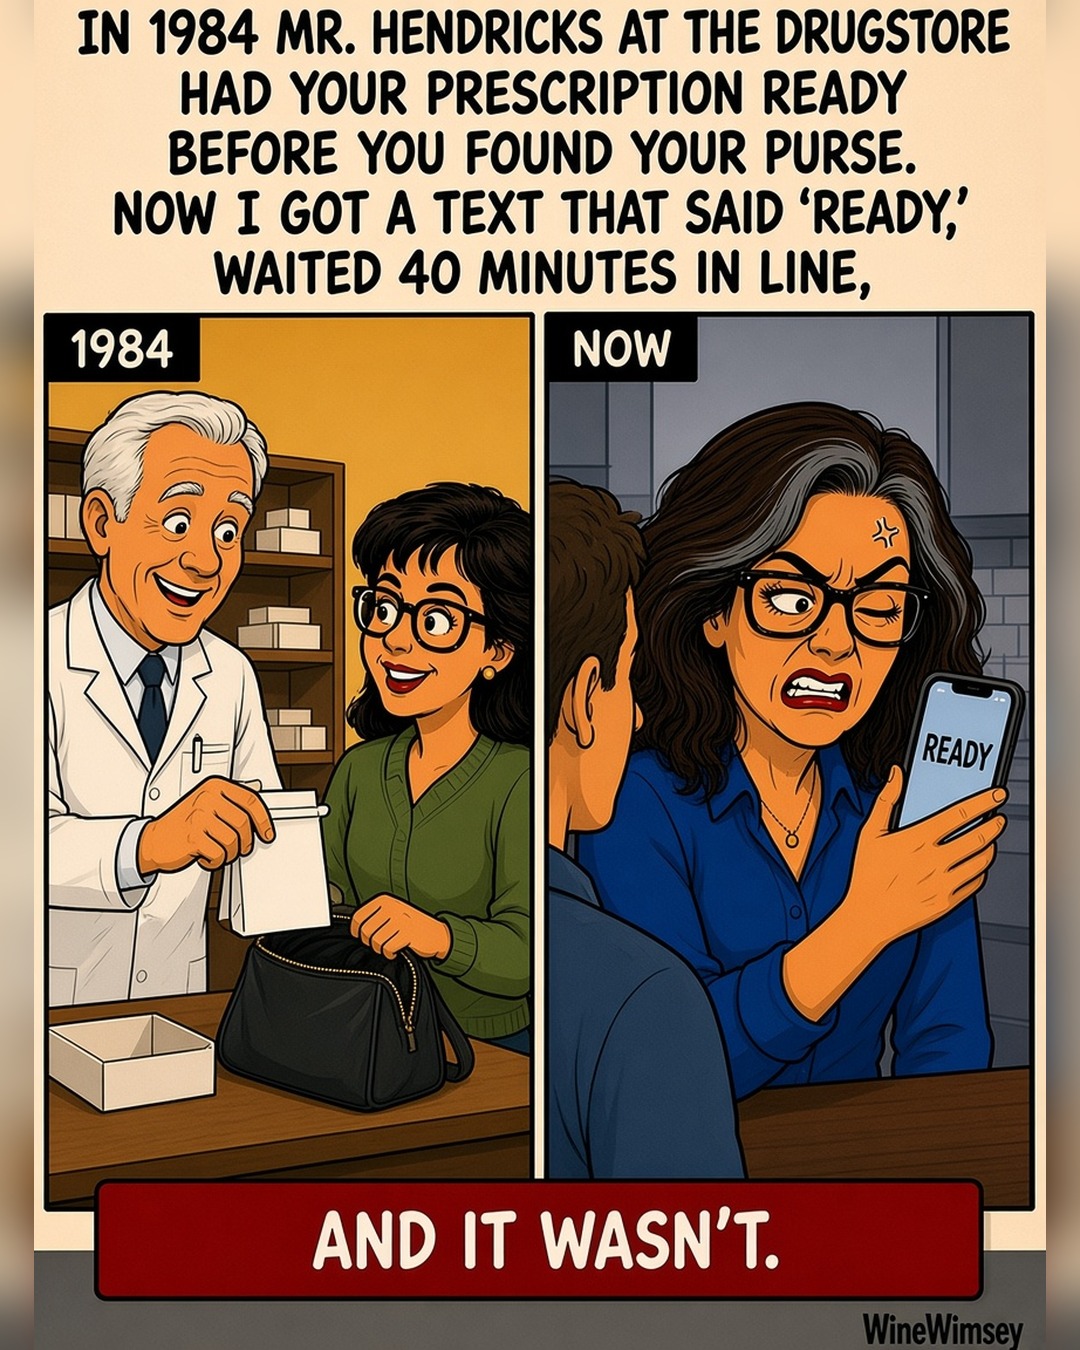 IN 1984 MR. HENDRICKS AT THE DRUGSTORE
HAD YOUR PRESCRIPTION READY
BEFORE YOU FOUND YOUR PURSE.
NOW I GOT A TEXT THAT SAID ‘READY,’
WAITED 40 MINUTES IN LINE,
1984
NOW
READY
AND IT WASN’T.
WineWimsey